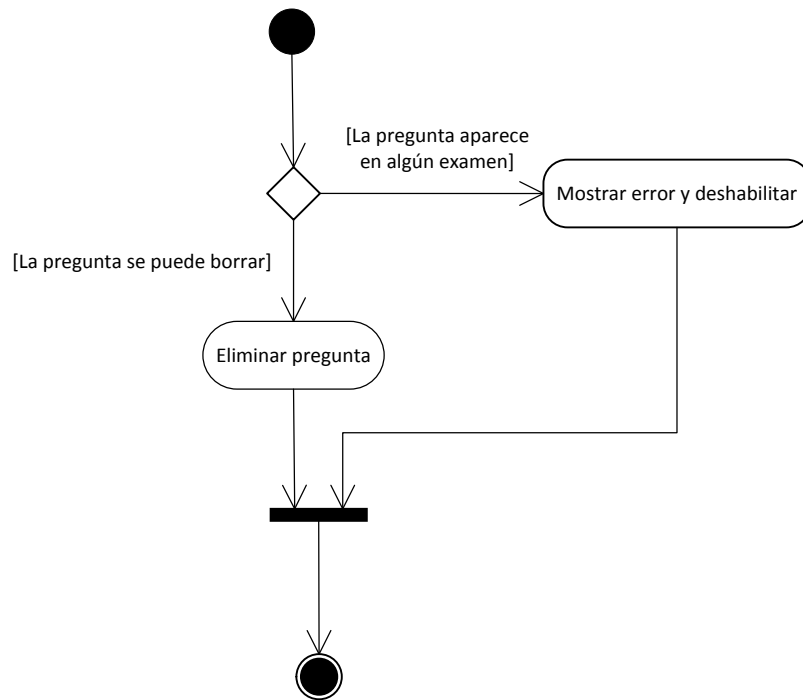 [La pregunta aparece
en algún examen]
Mostrar error y deshabilitar
[La pregunta se puede borrar]
Eliminar pregunta